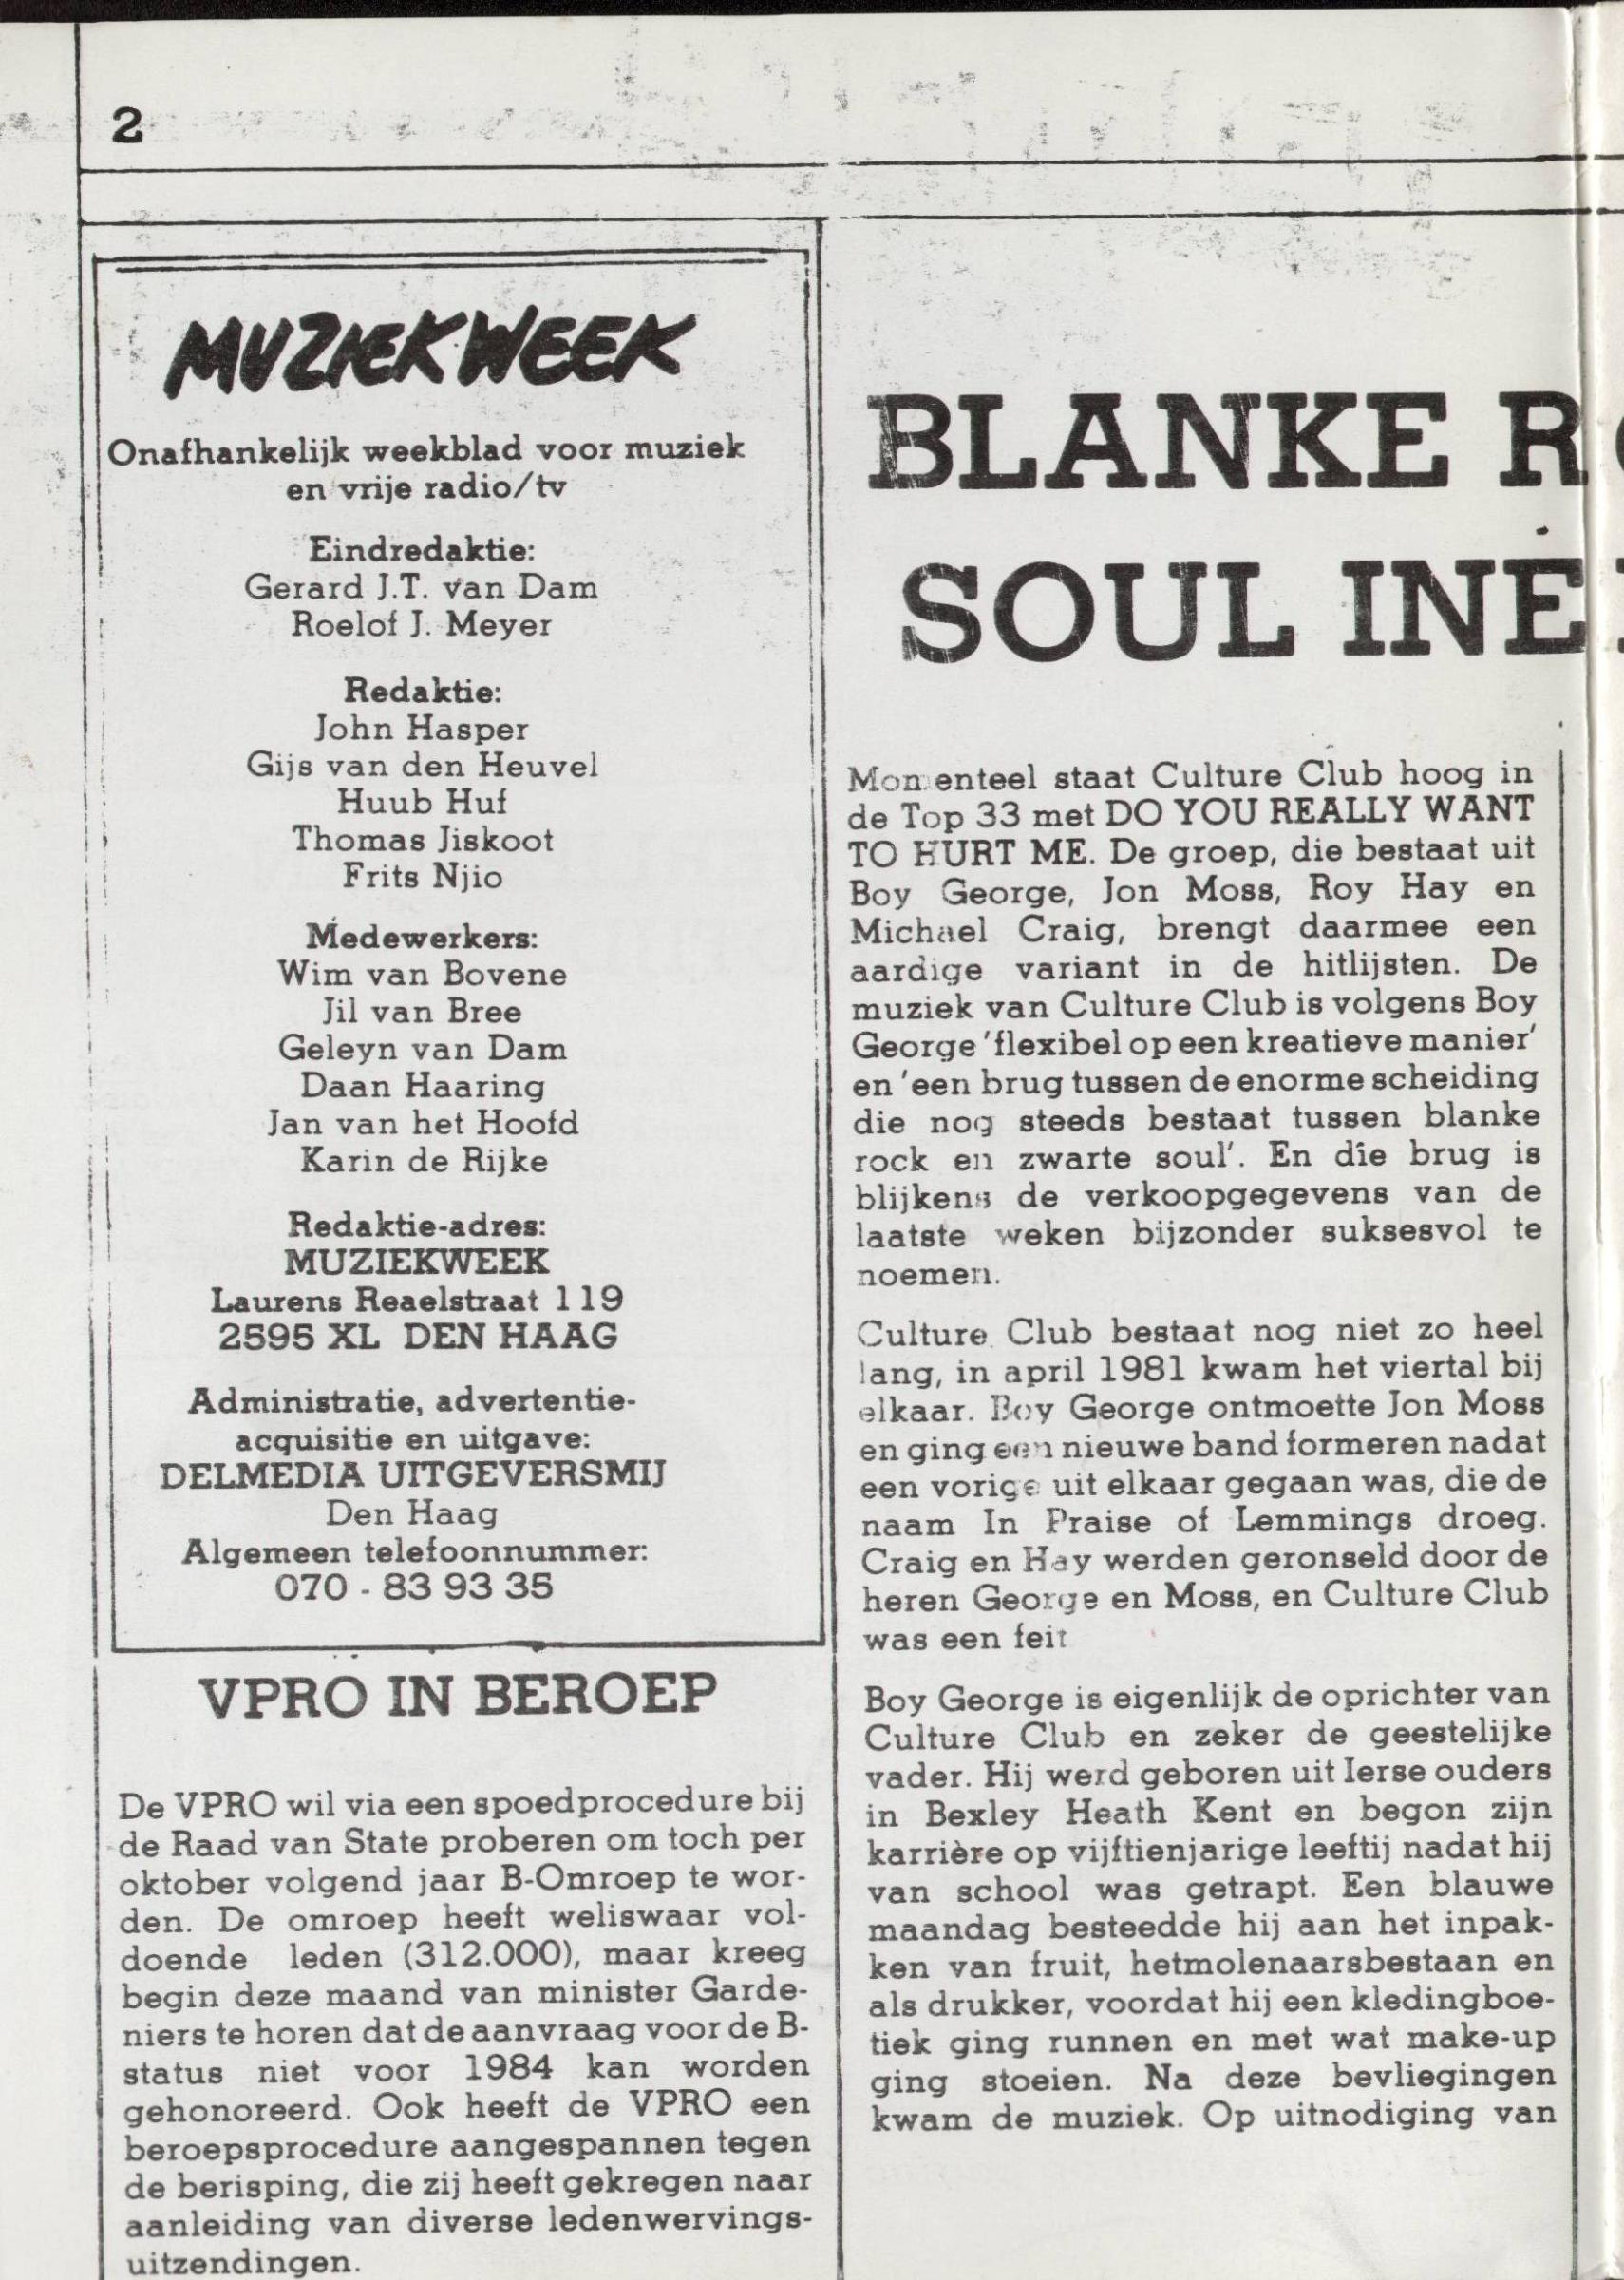 2
MUZIEKWEEK
Onafhankelijk weekblad voor muziek
en vrije radio/tv
Eindredaktie:
Gerard J.T. van Dam
Roelof J. Meyer
Redaktie:
John Hasper
Gijs van den Heuvel
Huub Huf
Thomas Jiskoot
Frits Njio
Medewerkers:
Wim van Bovene
Jil van Bree
Geleyn van Dam
Daan Haaring
Jan van het Hoofd
Karin de Rijke
Redaktie-adres:
MUZIEKWEEK
Laurens Reaelstraat 119
2595 XL DEN HAAG
Administratie, advertentie-
acquisitie en uitgave:
DELMEDIA UITGEVERSMIJ
Den Haag
Algemeen telefoonnummer:
070 - 83 93 35
VPRO IN BEROEP
De VPRO wil via een spoedprocedure bij
de Raad van State proberen om toch per
oktober volgend jaar B-Omroep te wor-
den. De omroep heeft weliswaar vol-
doende leden (312.000), maar kreeg
begin deze maand van minister Garde-
niers te horen dat de aanvraag voor de B-
status niet voor 1984 kan worden
gehonoreerd. Ook heeft de VPRO een
beroepsprocedure aangespannen tegen
de berisping, die zij heeft gekregen naar
aanleiding van diverse ledenwervings-
uitzendingen.
BLANKE R
SOUL INE
Momenteel staat Culture Club hoog in
de Top 33 met DO YOU REALLY WANT
TO HURT ME. De groep, die bestaat uit
Boy George, Jon Moss, Roy Hay en
Michael Craig, brengt daarmee een
aardige variant in de hitlijsten. De
muziek van Culture Club is volgens Boy
George 'flexibel op een kreatieve manier'
en 'een brug tussen de enorme scheiding
die nog steeds bestaat tussen blanke
rock en zwarte soul'. En die brug is
blijkens de verkoopgegevens van de
laatste weken bijzonder suksesvol te
noemen.
Culture Club bestaat nog niet zo heel
lang, in april 1981 kwam het viertal bij
elkaar. Boy George ontmoette Jon Moss
en ging een nieuwe band formeren nadat
een vorige uit elkaar gegaan was, die de
naam In Praise of Lemmings droeg.
Craig en Hay werden geronseld door de
heren George en Moss, en Culture Club
was een feit
Boy George is eigenlijk de oprichter van
Culture Club en zeker de geestelijke
vader. Hij werd geboren uit Ierse ouders
in Bexley Heath Kent en begon zijn
karrière op vijftienjarige leeftij nadat hij
van school was getrapt. Een blauwe
maandag besteedde hij aan het inpak-
ken van fruit, hetmolenaarsbestaan en
als drukker, voordat hij een kledingboe-
tiek ging runnen en met wat make-up
ging stoeien. Na deze bevliegingen
kwam de muziek. Op uitnodiging van